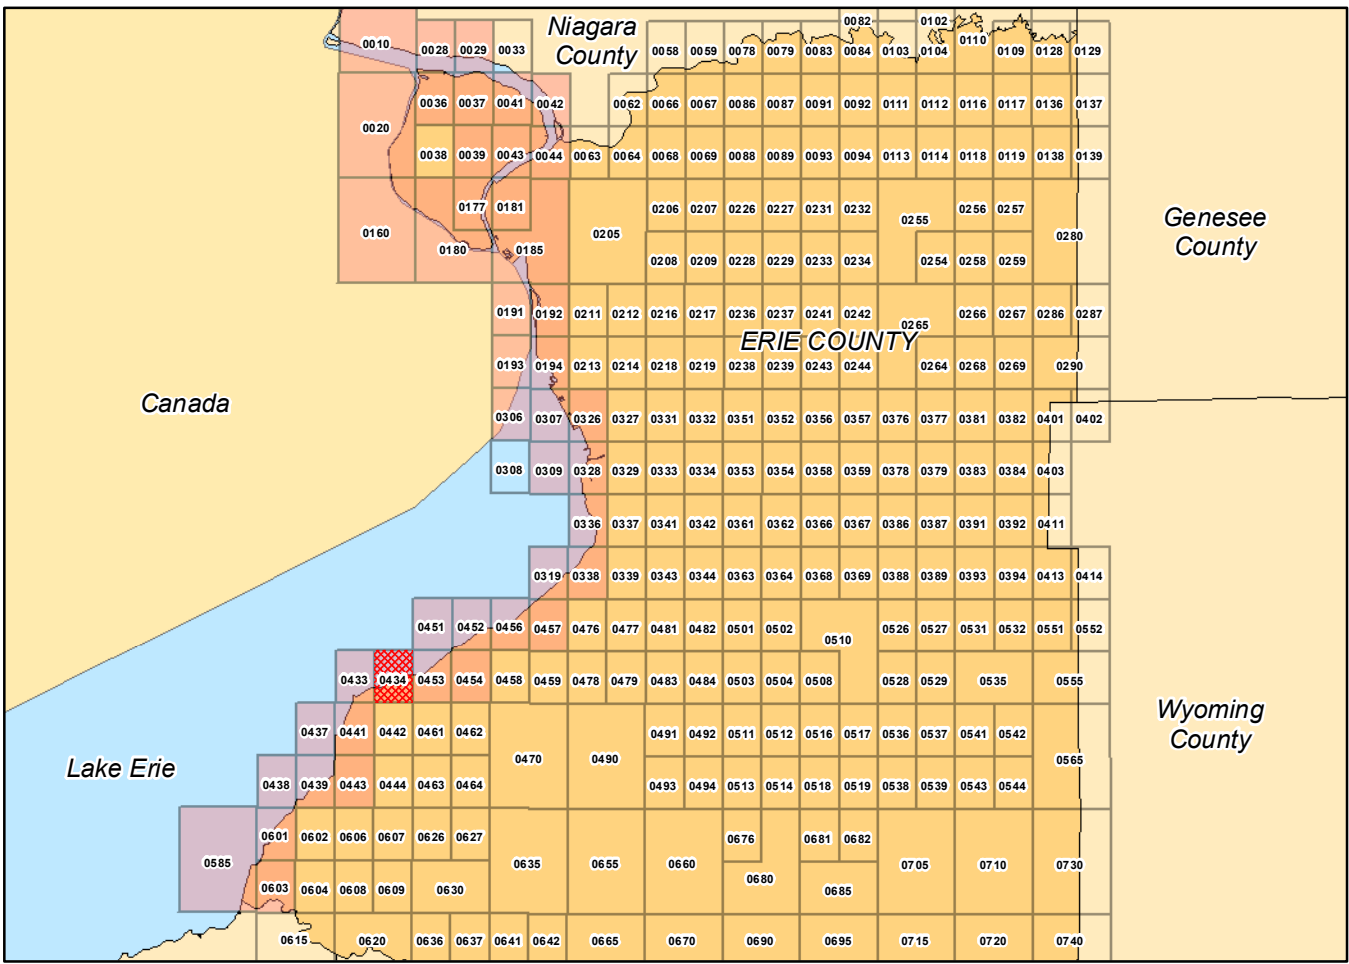 Niagara
County
0082 0102
0010 0028 0029 0033 0058 0059 0078 0079 0083 0084 0103 0104 0110 0109 0128 0129
0036 0037 0041 0042 0062 0066 0067 0086 0087 0091 0092 0111 0112 0116 0117 0136 0137
0020
0038 0039 0043 0044 0063 0064 0068 0069 0088 0089 0093 0094 0113 0114 0118 0119 0138 0139
0177 0181 0206 0207 0226 0227 0231 0232 0255 0256 0257
Genesee
County
0160 0180 0185 0205 0280
0208 0209 0228 0229 0233 0234 0254 0258 0259
0191 0192 0211 0212 0216 0217 0236 0237 0241 0242 0265 0266 0267 0286 0287
ERIE COUNTY
0193 0194 0213 0214 0218 0219 0238 0239 0243 0244 0264 0268 0269 0290
Canada
0306 0307 0326 0327 0331 0332 0351 0352 0356 0357 0376 0377 0381 0382 0401 0402
0308 0309 0328 0329 0333 0334 0353 0354 0358 0359 0378 0379 0383 0384 0403
0336 0337 0341 0342 0361 0362 0366 0367 0386 0387 0391 0392 0411
0319 0338 0339 0343 0344 0363 0364 0368 0369 0388 0389 0393 0394 0413 0414
0451 0452 0456 0457 0476 0477 0481 0482 0501 0502 0510 0526 0527 0531 0532 0551 0552
0433 0434 0453 0454 0458 0459 0478 0479 0483 0484 0503 0504 0508 0528 0529 0535 0555
Wyoming
County
0437 0441 0442 0461 0462 0491 0492 0511 0512 0516 0517 0536 0537 0541 0542
0470 0490 0565
Lake Erie
0438 0439 0443 0444 0463 0464 0493 0494 0513 0514 0518 0519 0538 0539 0543 0544
0601 0602 0606 0607 0626 0627 0676 0681 0682
0585 0635 0655 0660 0680 0705 0710 0730
0603 0604 0608 0609 0630 0685
0615 0620 0636 0637 0641 0642 0665 0670 0690 0695 0715 0720 0740